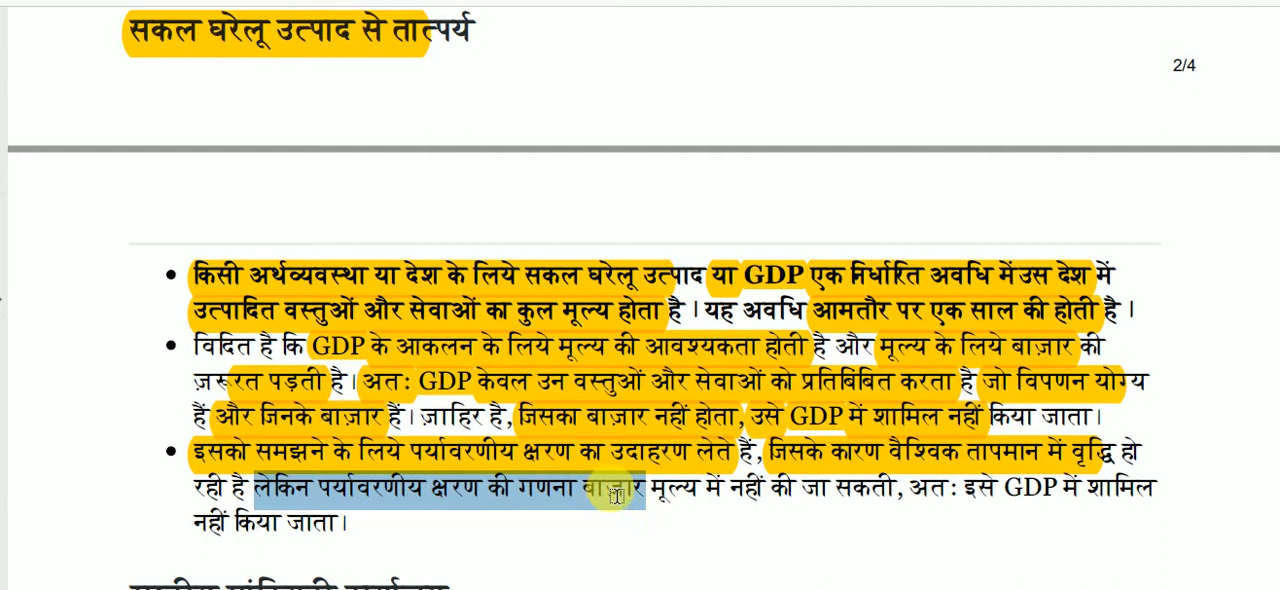 सकल घरेलू उत्पाद से तात्पर्य
2/4
किसी अर्थव्यवस्था या देश के लिये सकल घरेलू उत्पाद या GDP एक निर्धारित अवधि में उस देश में
उत्पादित वस्तुओं और सेवाओं का कुल मूल्य होता है। यह अवधि आमतौर पर एक साल की होती है।
विदित है कि GDP के आकलन के लिये मूल्य की आवश्यकता होती है और मूल्य के लिये बाज़ार की
ज़रूरत पड़ती है। अत: GDP केवल उन वस्तुओं और सेवाओं को प्रतिबिंबित करता है जो विपणन योग्य
हैं और जिनके बाज़ार हैं। ज़ाहिर है, जिसका बाज़ार नहीं होता, उसे GDP में शामिल नहीं किया जाता।
इसको समझने के लिये पर्यावरणीय क्षरण का उदाहरण लेते हैं, जिसके कारण वैश्विक तापमान में वृद्धि हो
रही है लेकिन पर्यावरणीय क्षरण की गणना बाज़ार मूल्य में नहीं की जा सकती, अत: इसे GDP में शामिल
नहीं किया जाता।